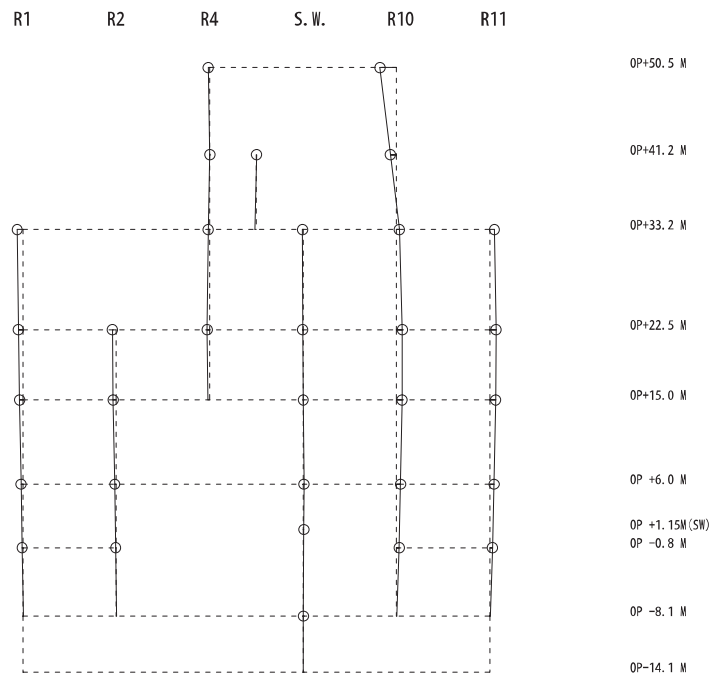 R1 R2 R4 S.W. R10 R11
OP+50.5 M
OP+41.2 M
OP+33.2 M
OP+22.5 M
OP+15.0 M
OP +6.0 M
OP +1.15M(SW)
OP -0.8 M
OP -8.1 M
OP-14.1 M